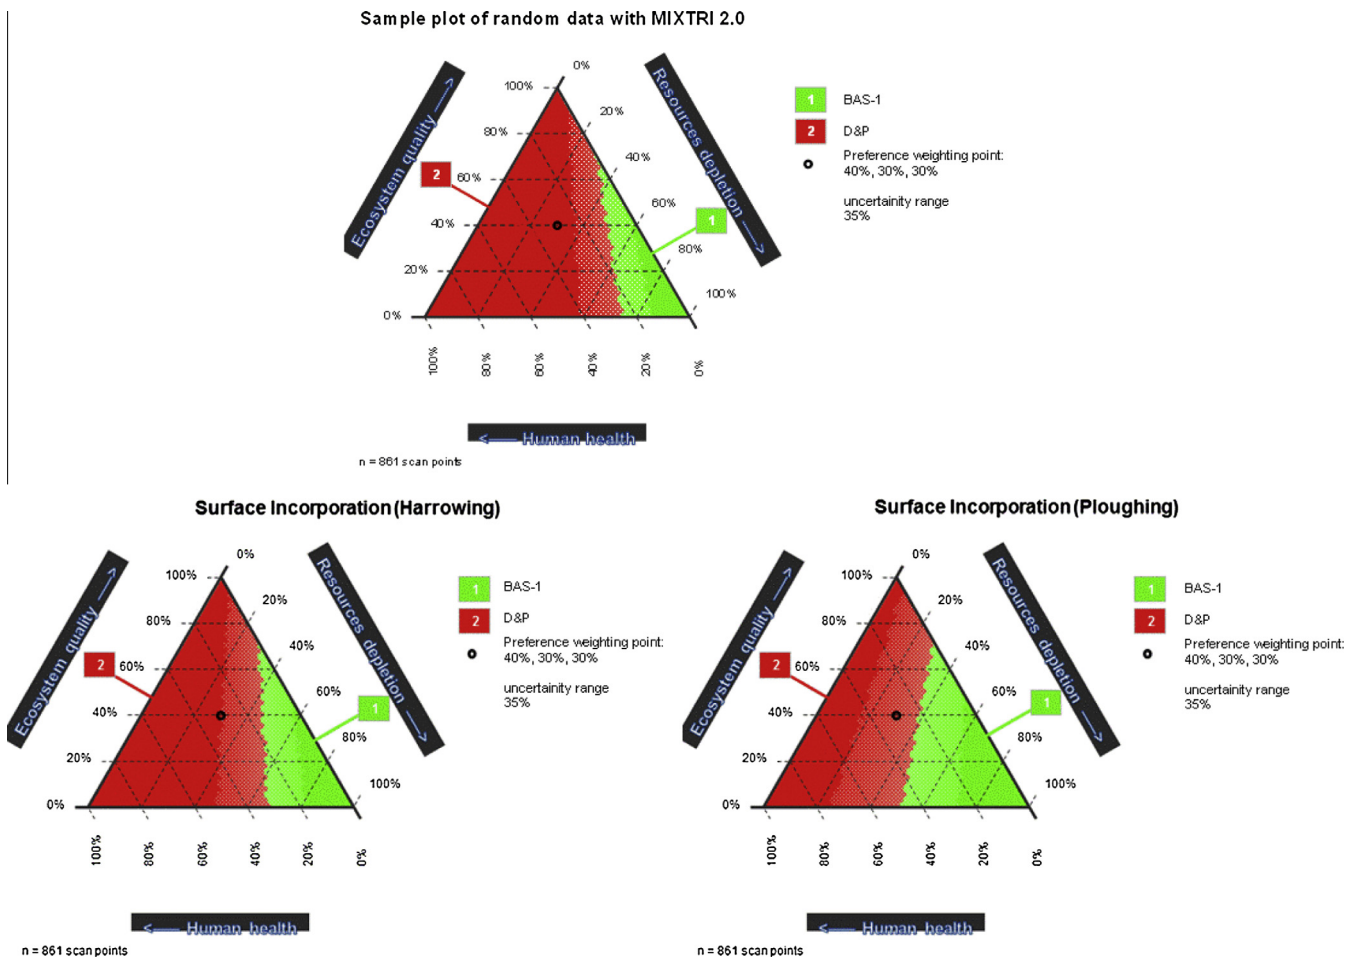 Sample plot of random data with MIXTRI 2.0
Ecosystem quality
Resources depletion
0%
100%
20%
80%
40%
2
60%
60%
40%
1
80%
20%
100%
0%
100%
80%
60%
40%
20%
0%
Human health
n = 861 scan points
1 BAS-1
2 D&P
Preference weighting point:
40%, 30%, 30%
uncertainity range
35%
Surface Incorporation (Harrowing)
Ecosystem quality
Resources depletion
0%
100%
20%
80%
40%
2
60%
60%
1
40%
80%
20%
100%
0%
100%
80%
60%
40%
20%
0%
Human health
n = 861 scan points
1 BAS-1
2 D&P
Preference weighting point:
40%, 30%, 30%
uncertainity range
35%
Surface Incorporation (Ploughing)
Ecosystem quality
Resources depletion
0%
100%
20%
80%
40%
2
60%
60%
1
40%
80%
20%
100%
0%
100%
80%
60%
40%
20%
0%
Human health
n = 861 scan points
1 BAS-1
2 D&P
Preference weighting point:
40%, 30%, 30%
uncertainity range
35%